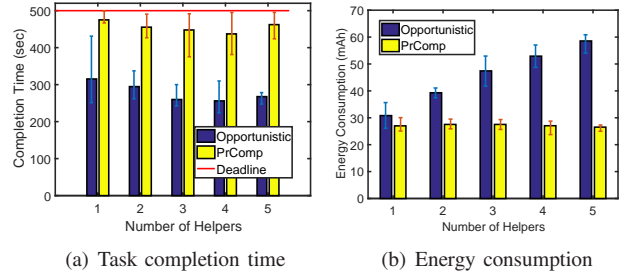 500
400
300
200
100
0
Completion Time (sec)
Opportunistic
PrComp
Deadline
1 2 3 4 5
Number of Helpers
(a) Task completion time
70
60
50
40
30
20
10
0
Energy Consumption (mAh)
Opportunistic
PrComp
1 2 3 4 5
Number of Helpers
(b) Energy consumption